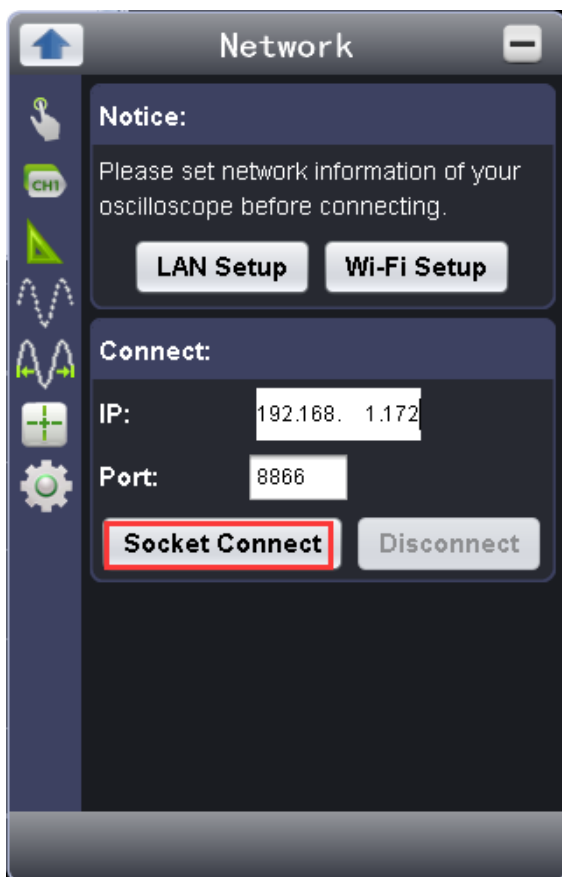 Network
CH1
Notice:
Please set network information of your
oscilloscope before connecting.
LAN Setup Wi-Fi Setup
Connect:
IP: 192.168. 1.172
Port: 8866
Socket Connect Disconnect